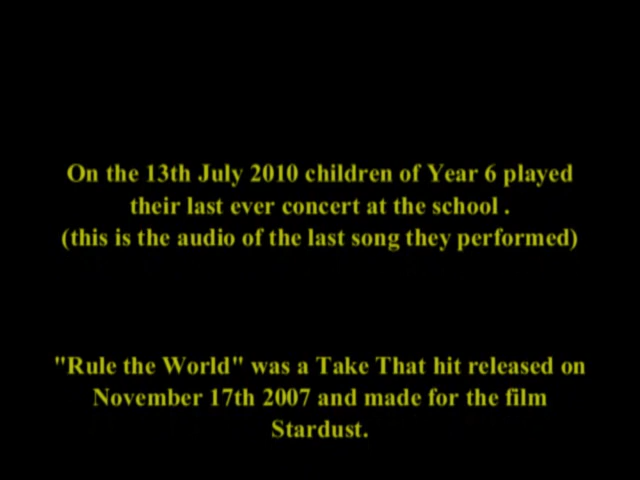 On the 13th July 2010 children of Year 6 played
their last ever concert at the school .
(this is the audio of the last song they performed)
"Rule the World" was a Take That hit released on
November 17th 2007 and made for the film
Stardust.